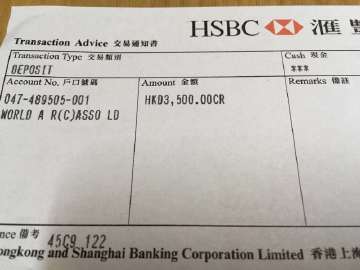 HSBC 滙豐
Transaction Advice 交易通知書
Transaction Type 交易類別
Cash 現金
DEPOSIT
***
Account No. 戶口號碼
Amount 金額
Remarks 備註
047-489505-001
HKD3,500.00CR
WORLD A R(C)ASSO LD
ence 備考 45C9 122
ongkong and Shanghai Banking Corporation Limited 香港上海